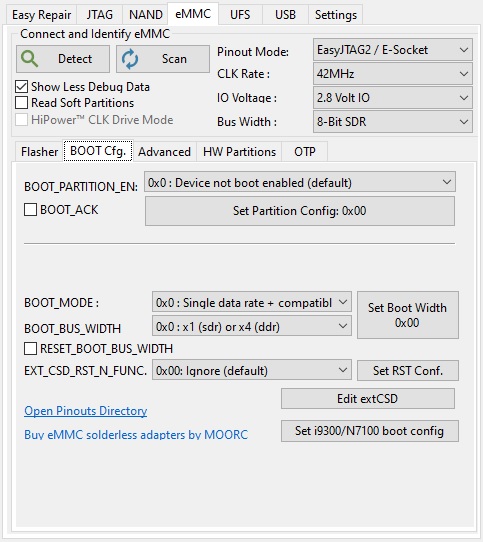 Easy Repair JTAG NAND eMMC UFS USB Settings
Connect and Identify eMMC
Detect Scan
Pinout Mode: EasyJTAG2 / E-Socket
CLK Rate : 42MHz
Show Less Debug Data
IO Voltage : 2.8 Volt IO
Read Soft Partitions
HiPower™ CLK Drive Mode
Bus Width : 8-Bit SDR
Flasher BOOT Cfg. Advanced HW Partitions OTP
BOOT_PARTITION_EN: 0x0 : Device not boot enabled (default)
BOOT_ACK Set Partition Config: 0x00
BOOT_MODE : 0x0 : Single data rate + compatibl
Set Boot Width
0x00
BOOT_BUS_WIDTH 0x0 : x1 (sdr) or x4 (ddr)
RESET_BOOT_BUS_WIDTH
EXT_CSD_RST_N_FUNC. 0x00: Ignore (default) Set RST Conf.
Edit extCSD
Open Pinouts Directory
Buy eMMC solderless adapters by MOORC
Set i9300/N7100 boot config